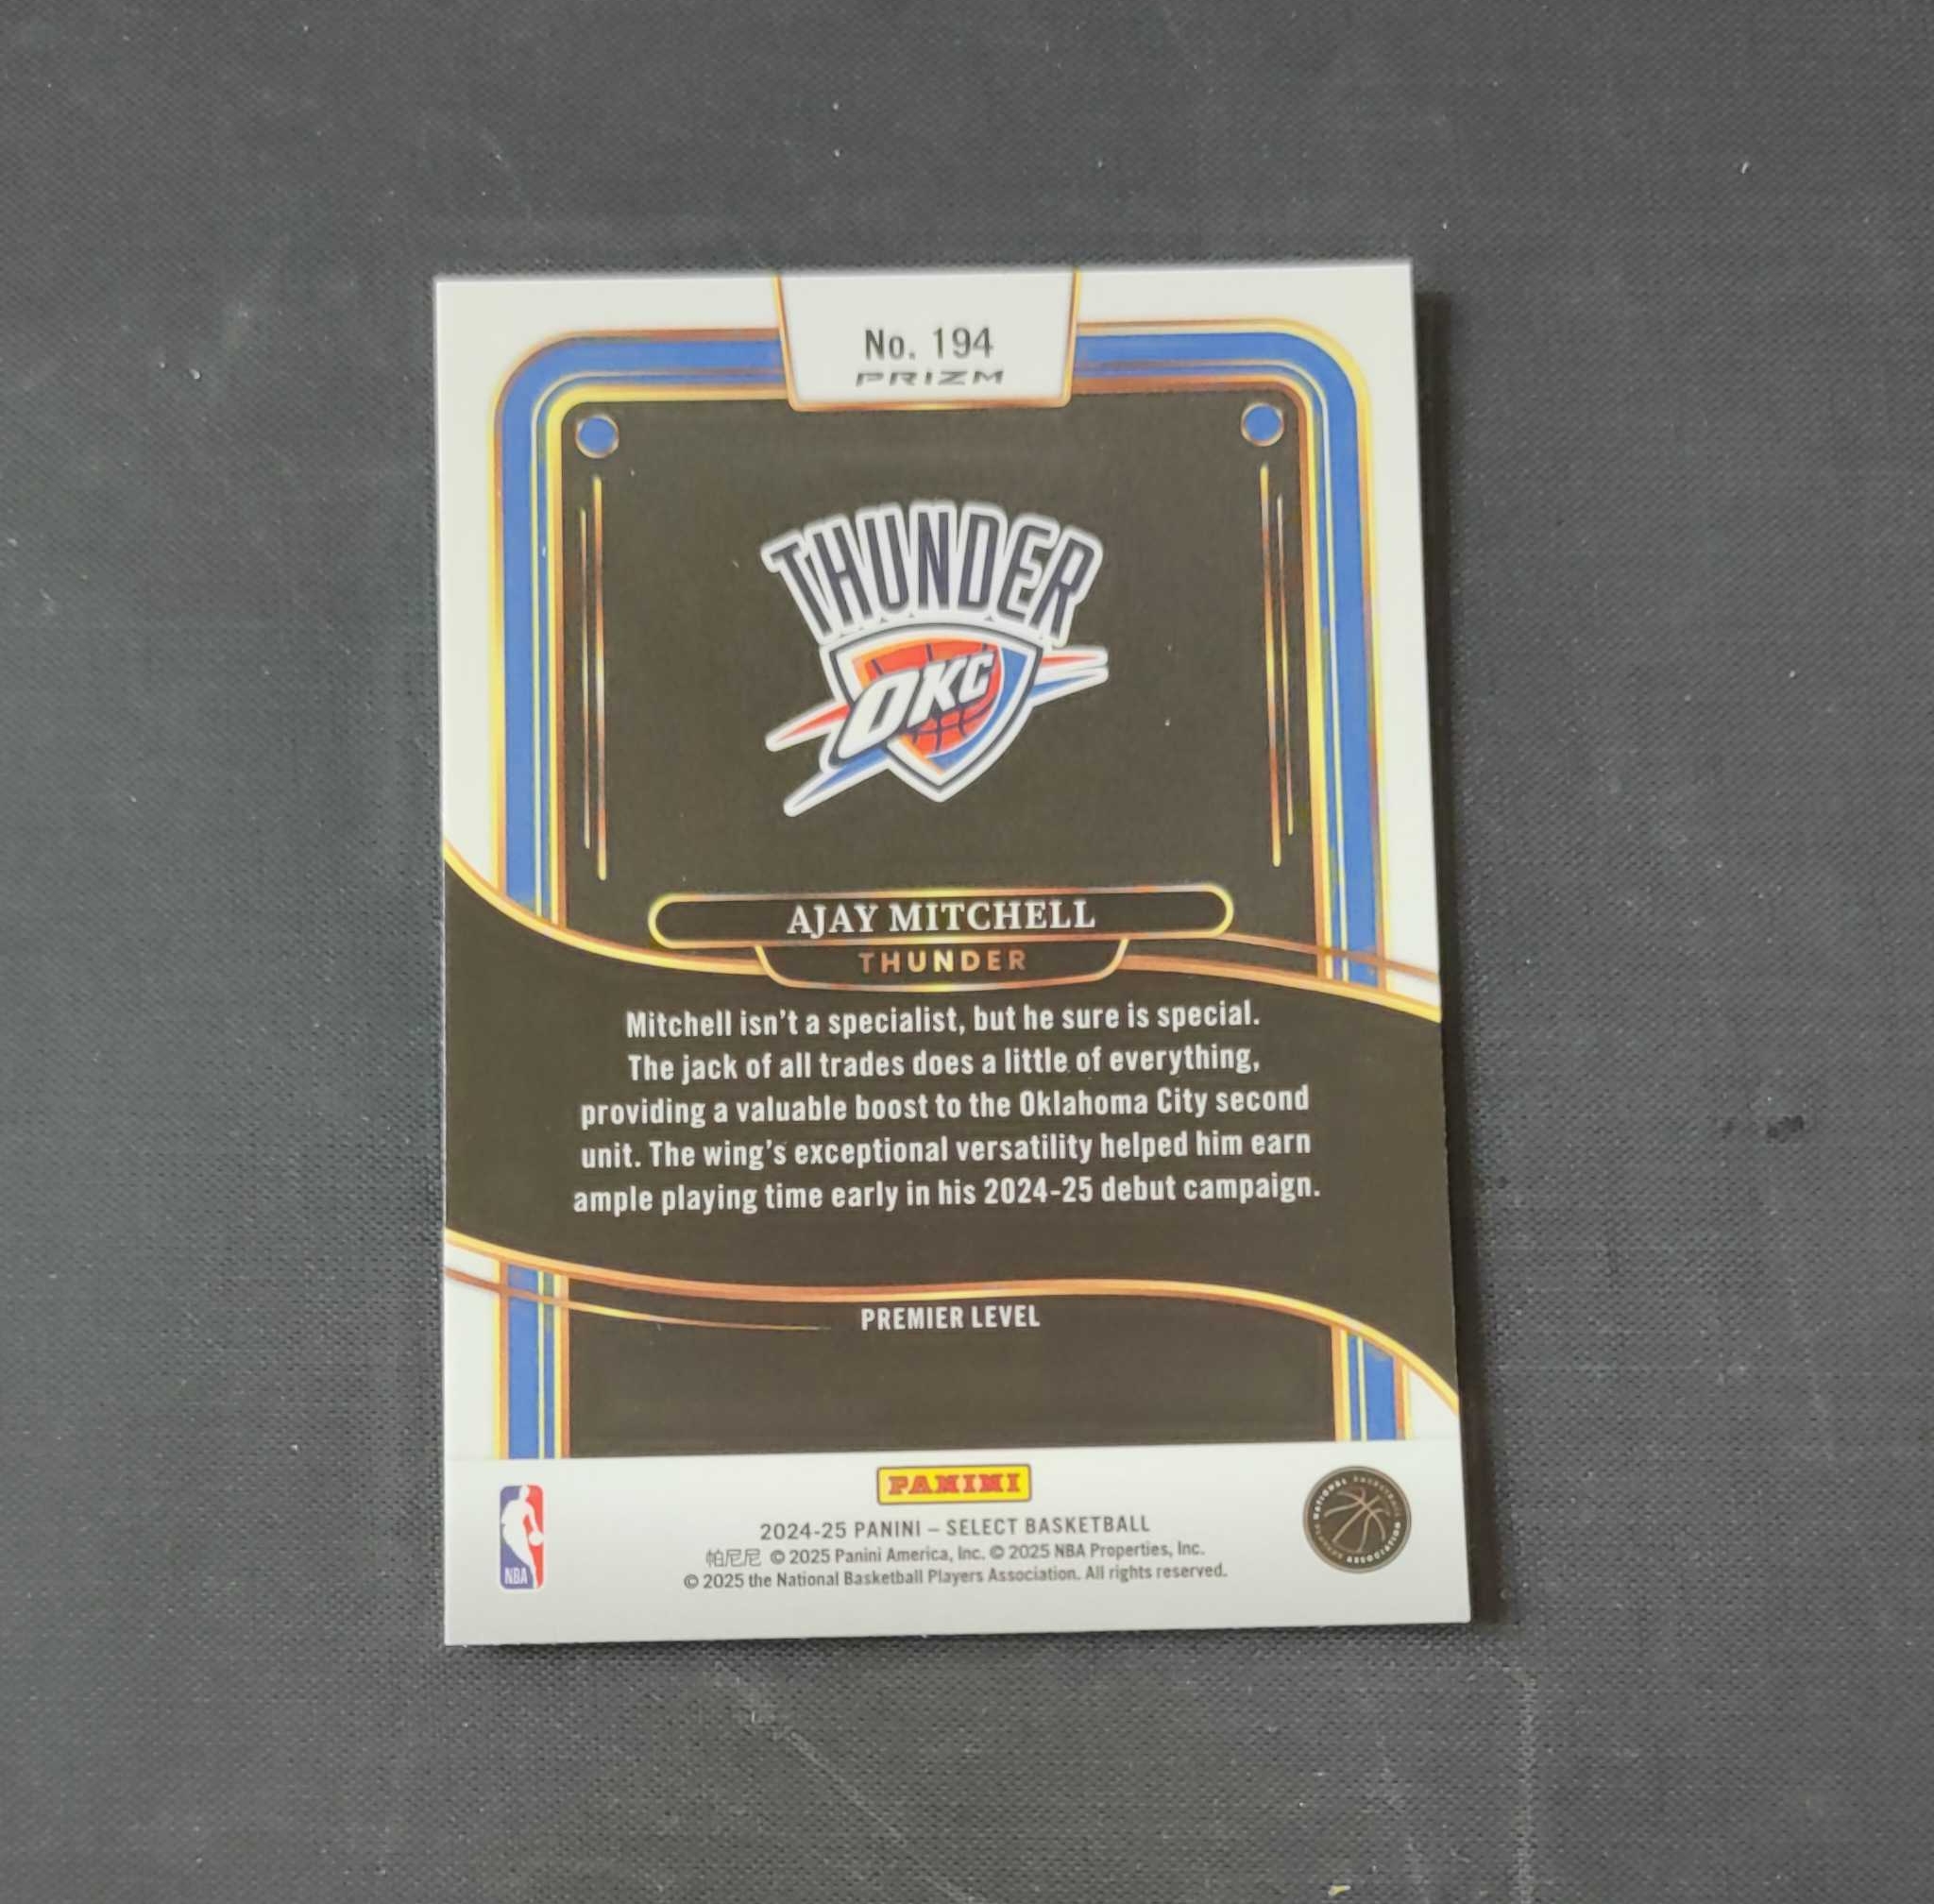 No. 194
PRIZM
THUNDER
OKC
AJAY MITCHELL
THUNDER
Mitchell isn't a specialist, but he sure is special.
The jack of all trades does a little of everything,
providing a valuable boost to the Oklahoma City second
unit. The wing's exceptional versatility helped him earn
ample playing time early in his 2024-25 debut campaign.
PREMIER LEVEL
PANINI
NBA
2024-25 PANINI – SELECT BASKETBALL
帕尼尼 © 2025 Panini America, Inc. © 2025 NBA Properties, Inc.
© 2025 the National Basketball Players Association. All rights reserved.
NATIONAL BASKETBALL
PLAYERS ASSOCIATION